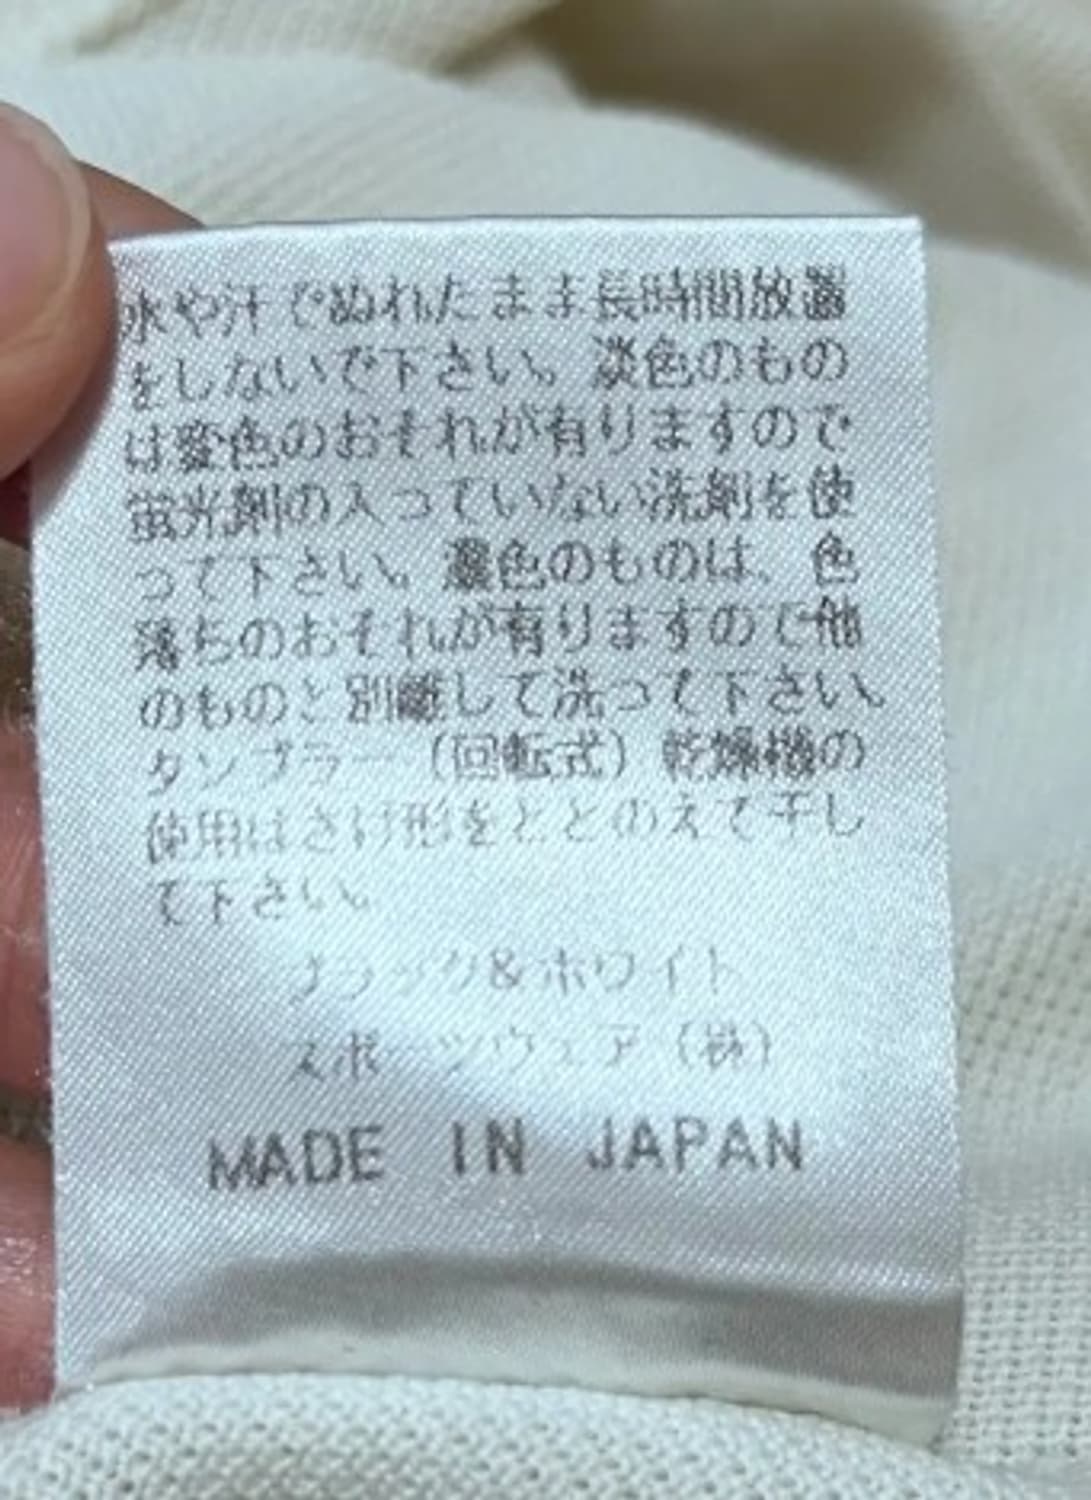 水や汁でぬれたまま長時間放置
をしないで下さい。淡色のもの
は変色のおそれが有りますので
蛍光剤の入っていない洗剤を使
って下さい。濃色のものは、色
落ちのおそれが有りますので他
のものと別離して洗って下さい。
タンブラー（回転式）乾燥機の
使用はさけ形をととのえて干し
て下さい。
ブラック&ホワイト
スポーツウェア（株）
MADE IN JAPAN